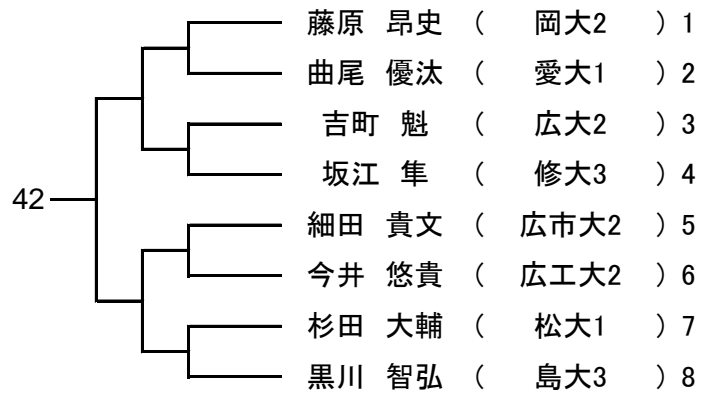 藤原 昂史 ( 岡大2 ) 1
曲尾 優汰 ( 愛大1 ) 2
吉町 魁 ( 広大2 ) 3
坂江 隼 ( 修大3 ) 4
42
細田 貴文 ( 広市大2 ) 5
今井 悠貴 ( 広工大2 ) 6
杉田 大輔 ( 松大1 ) 7
黒川 智弘 ( 島大3 ) 8